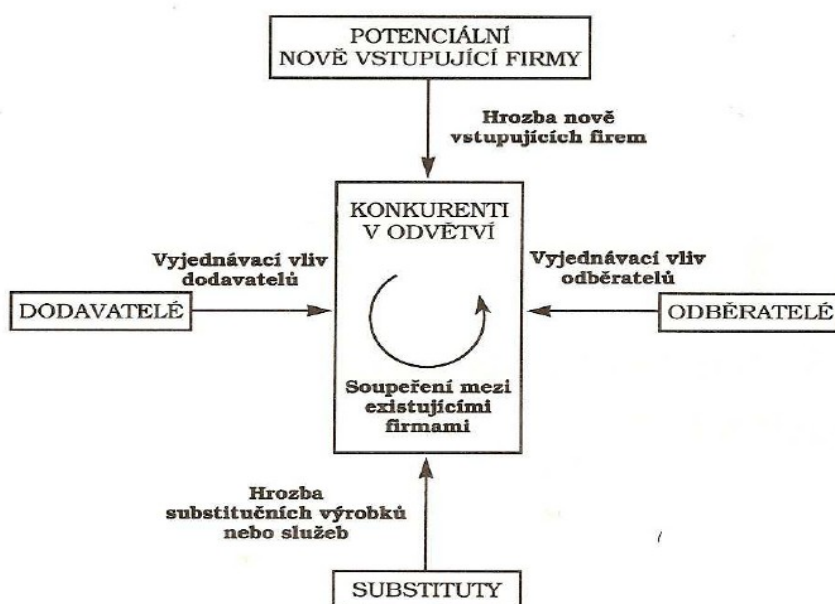 POTENCIÁLNÍ
NOVĚ VSTUPUJÍCÍ FIRMY
Hrozba nově
vstupujících firem
KONKURENTI
V ODVĚTVÍ
Vyjednávací vliv
dodavatelů
Vyjednávací vliv
odběratelů
DODAVATELÉ
ODBĚRATELÉ
Soupeření mezi
existujícími
firmami
Hrozba
substitučních výrobků
nebo služeb
SUBSTITUTY